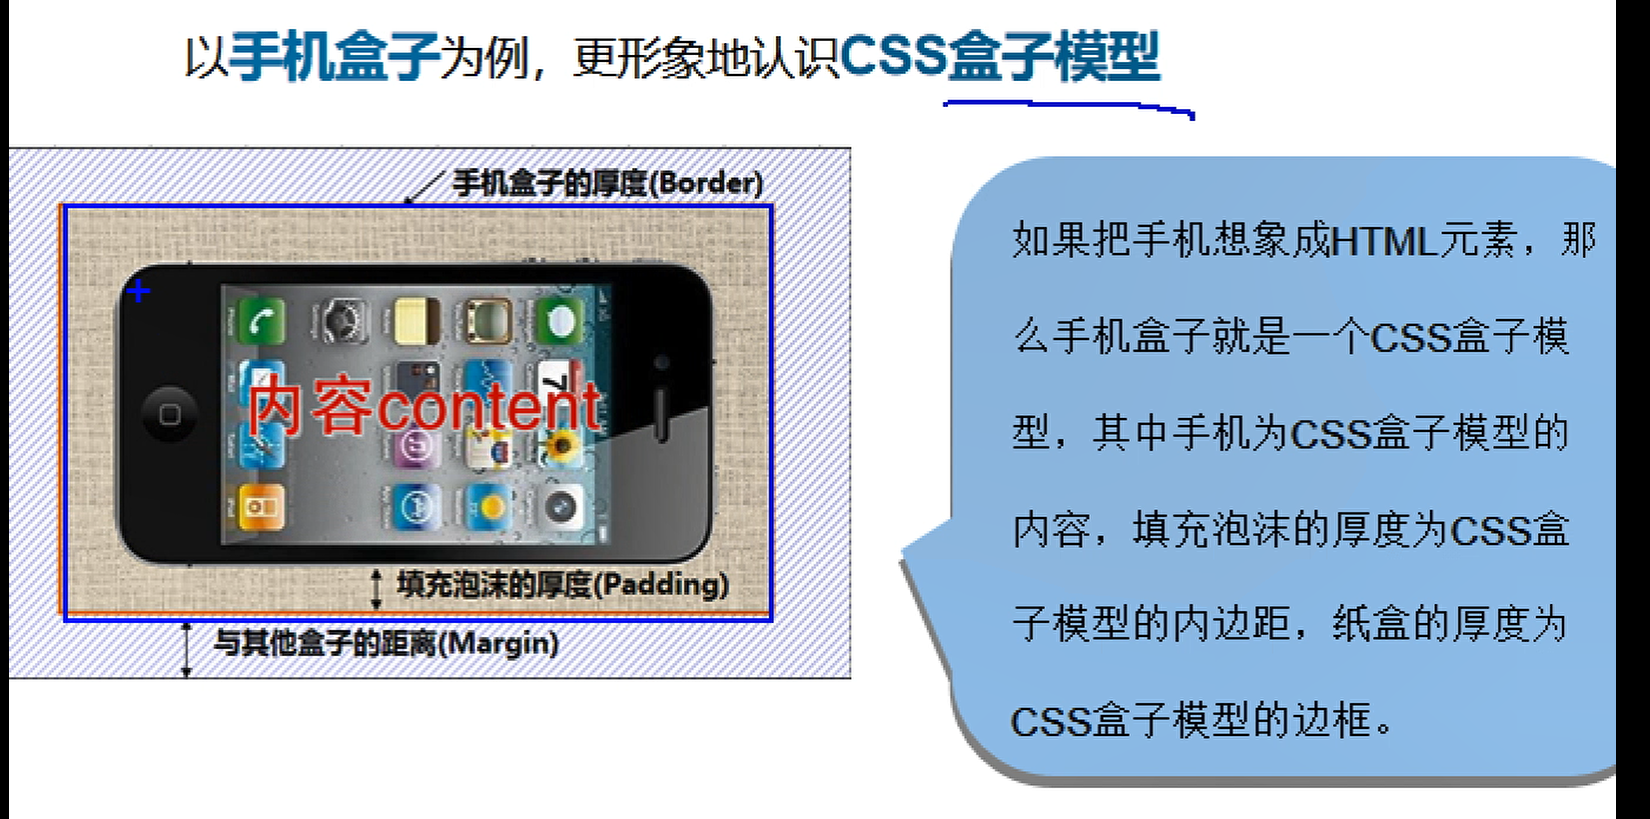 以手机盒子为例，更形象地认识CSS盒子模型
手机盒子的厚度(Border)
内容content
填充泡沫的厚度(Padding)
与其他盒子的距离(Margin)
如果把手机想象成HTML元素，那
么手机盒子就是一个CSS盒子模
型，其中手机为CSS盒子模型的
内容，填充泡沫的厚度为CSS盒
子模型的内边距，纸盒的厚度为
CSS盒子模型的边框。